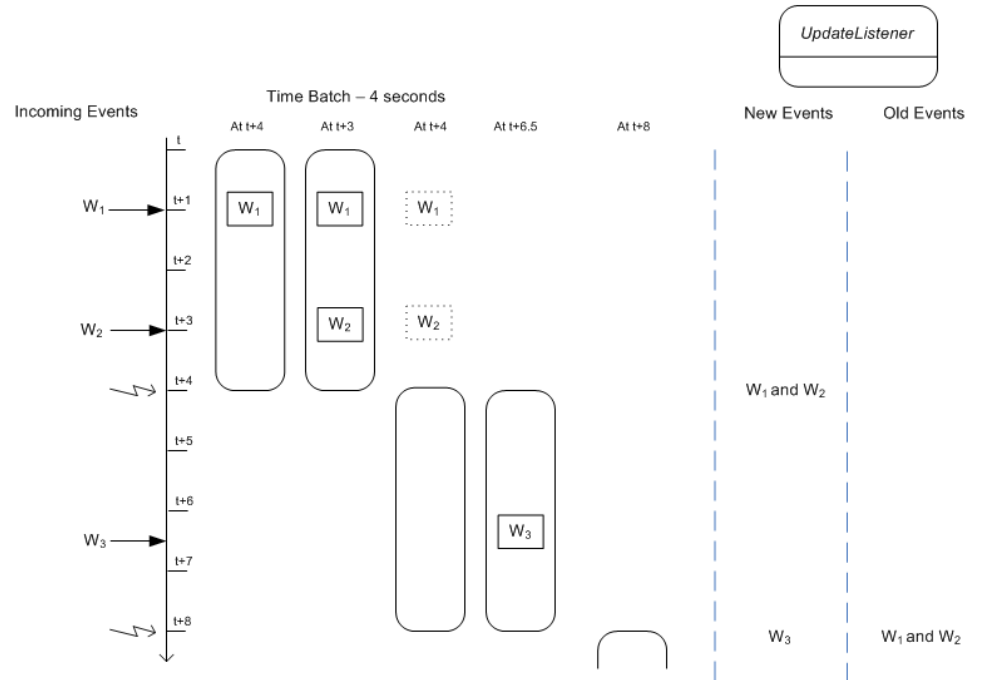 UpdateListener
Time Batch – 4 seconds
Incoming Events
New Events
Old Events
At t+4
At t+3
At t+4
At t+6.5
At t+8
t
W1
t+1
W1
W1
W1
t+2
W2
t+3
W2
W2
t+4
W1 and W2
t+5
t+6
W3
W3
t+7
t+8
W3
W1 and W2